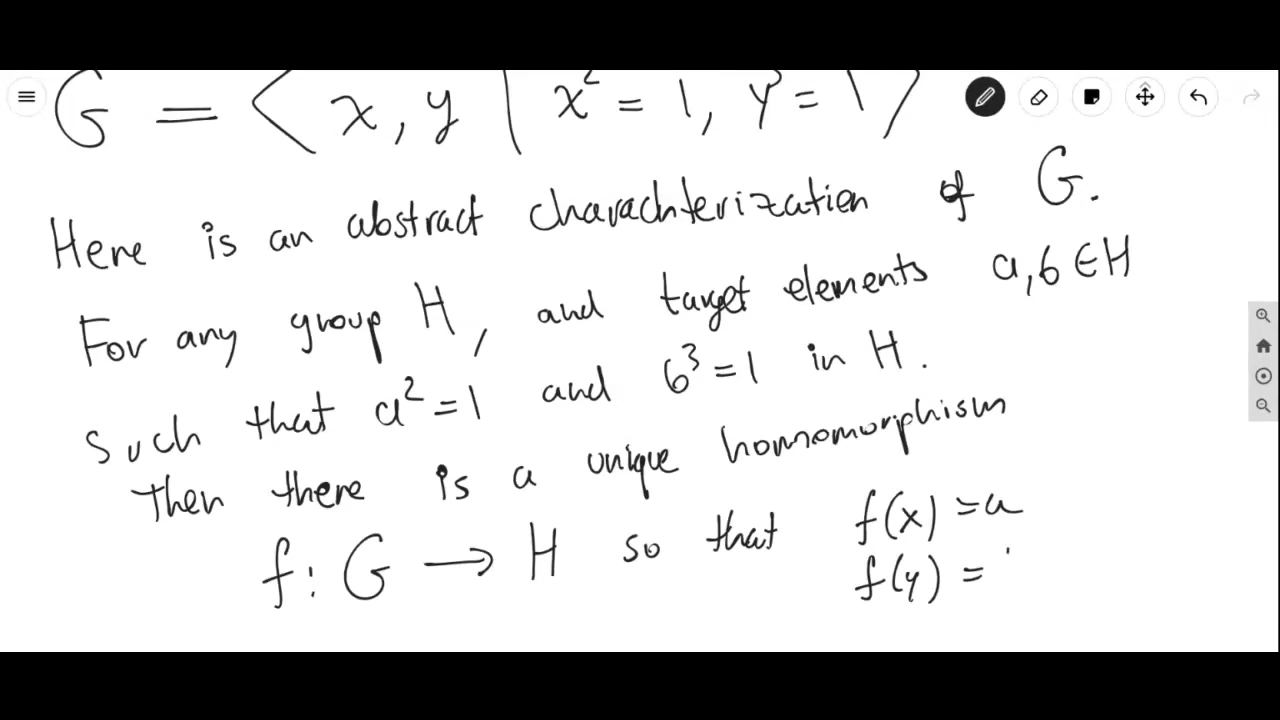 G = ⟨ x, y | x² = 1, y³ = 1 ⟩
Here is an abstract charachterization of G.
For any group H, and target elements a, b ∈ H
Such that a² = 1 and b³ = 1 in H.
Then there is a unique homomorphism
f: G → H so that f(x) = a
f(y) =